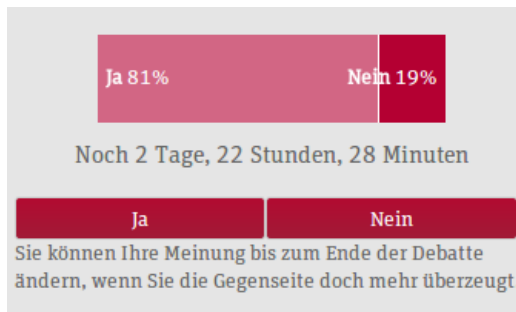 Ja 81% Nein 19%
Noch 2 Tage, 22 Stunden, 28 Minuten
Ja Nein
Sie können Ihre Meinung bis zum Ende der Debatte
ändern, wenn Sie die Gegenseite doch mehr überzeugt